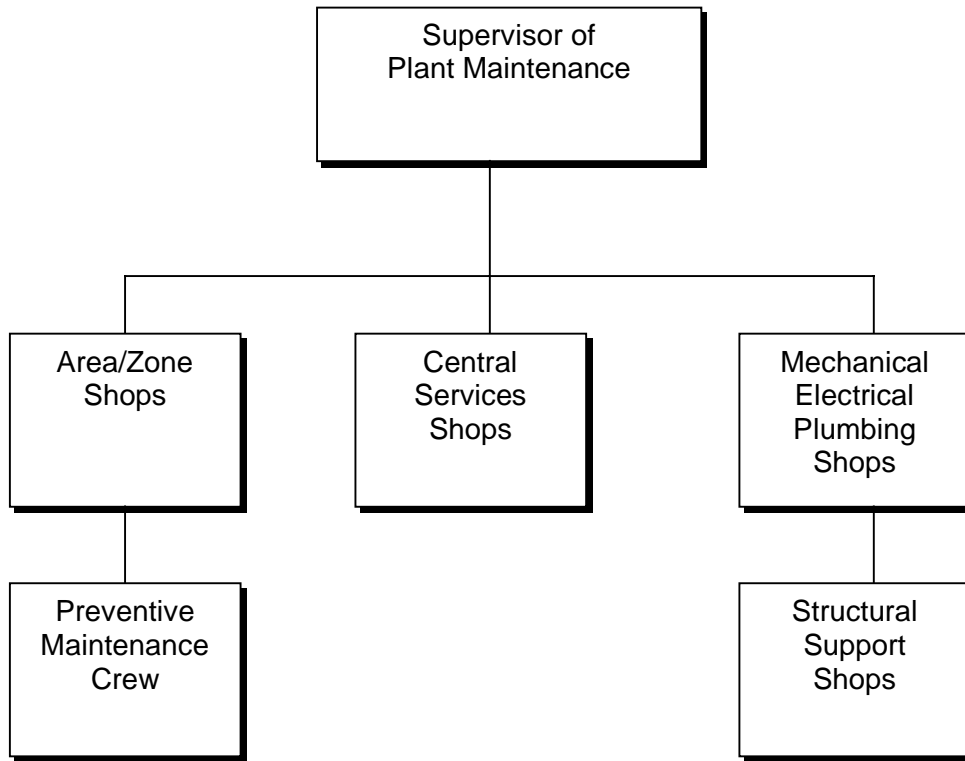 Supervisor of
Plant Maintenance
Area/Zone
Shops
Central
Services
Shops
Mechanical
Electrical
Plumbing
Shops
Preventive
Maintenance
Crew
Structural
Support
Shops